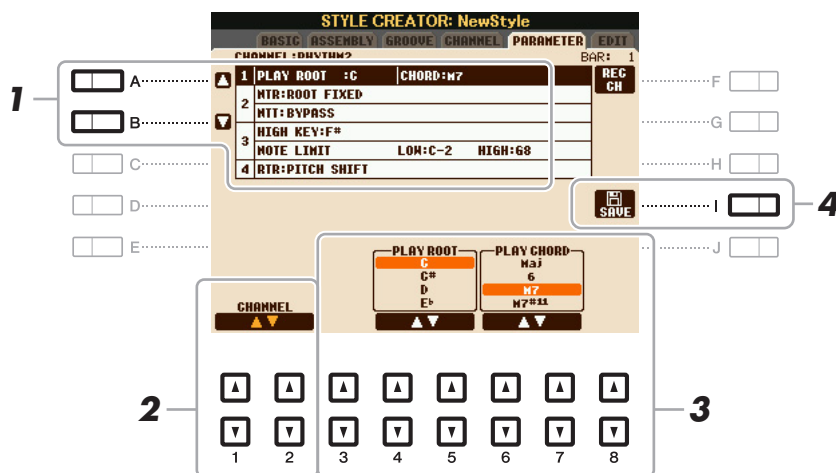 STYLE CREATOR: NewStyle
BASIC ASSEMBLY GROOVE CHANNEL PARAMETER EDIT
CHANNEL :RHYTHM2 BAR: 1
1 PLAY ROOT :C CHORD:M7
2 NTR:ROOT FIXED
NTT:BYPASS
3 HIGH KEY:F#
NOTE LIMIT LOW:C-2 HIGH:G8
4 RTR:PITCH SHIFT
REC
CH
SAVE
1
A
B
C
D
E
F
G
H
I
J
4
PLAY ROOT
C
C#
D
E♭
PLAY CHORD
Maj
6
M7
M7#11
CHANNEL
2
3
1 2 3 4 5 6 7 8